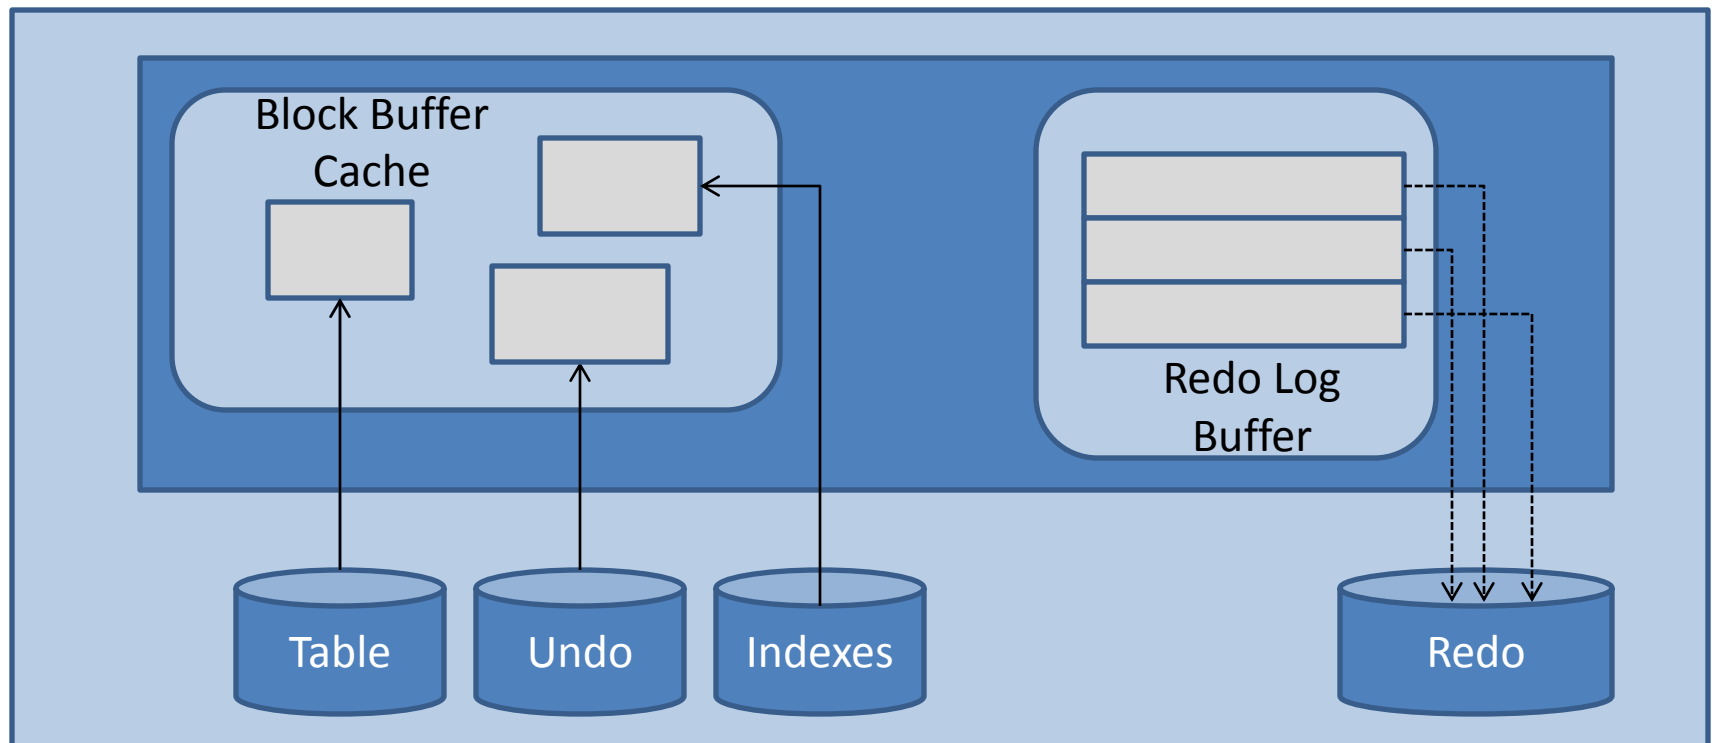 Block Buffer
Cache
Redo Log
Buffer
Table
Undo
Indexes
Redo